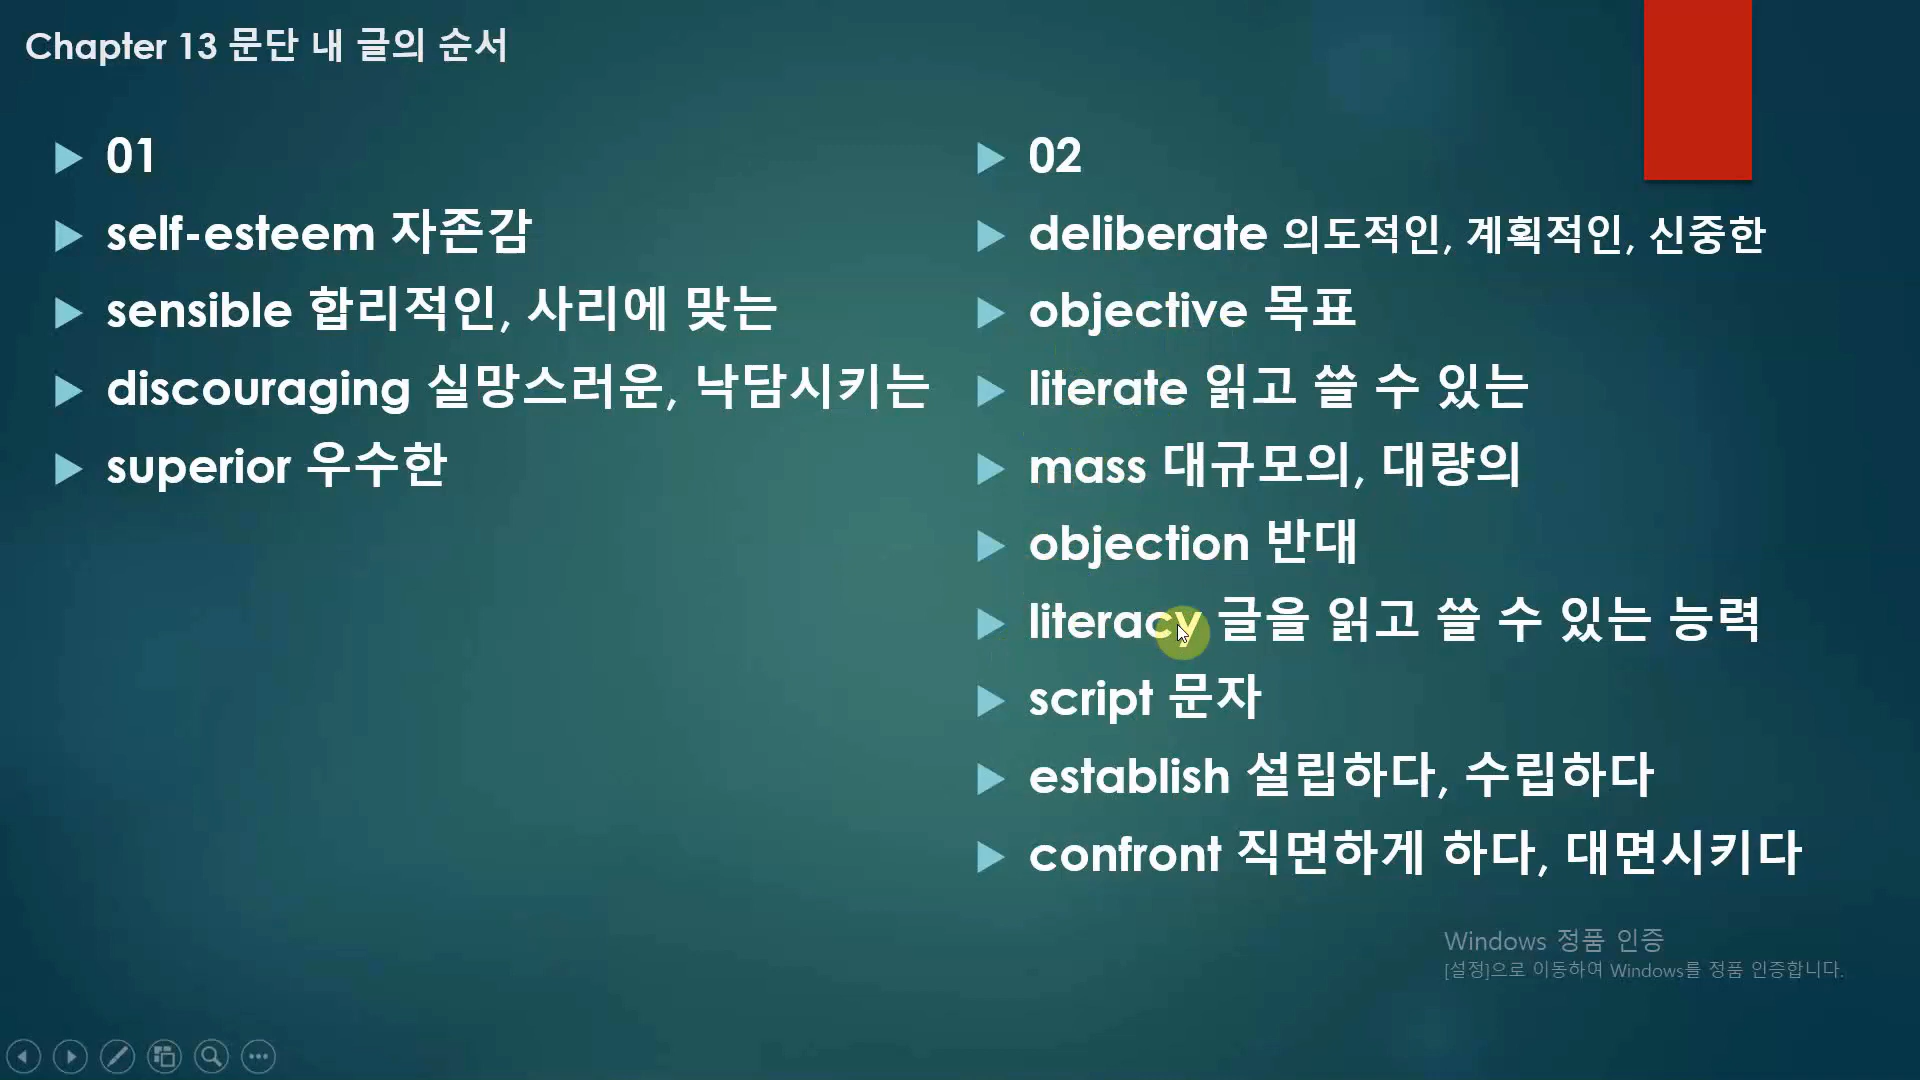 Chapter 13 문단 내 글의 순서
01
self-esteem 자존감
sensible 합리적인, 사리에 맞는
discouraging 실망스러운, 낙담시키는
superior 우수한
02
deliberate 의도적인, 계획적인, 신중한
objective 목표
literate 읽고 쓸 수 있는
mass 대규모의, 대량의
objection 반대
literacy 글을 읽고 쓸 수 있는 능력
script 문자
establish 설립하다, 수립하다
confront 직면하게 하다, 대면시키다
Windows 정품 인증
[설정]으로 이동하여 Windows를 정품 인증합니다.